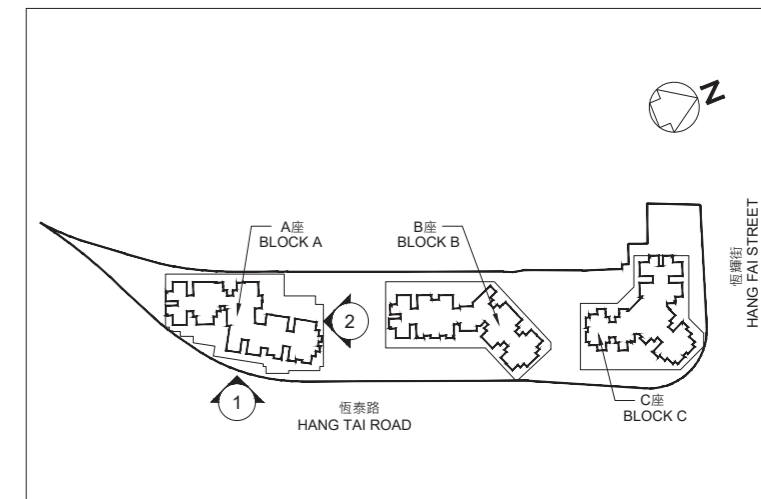 N
A座
BLOCK A
B座
BLOCK B
恆輝街
HANG FAI STREET
2
1
恆泰路
HANG TAI ROAD
C座
BLOCK C